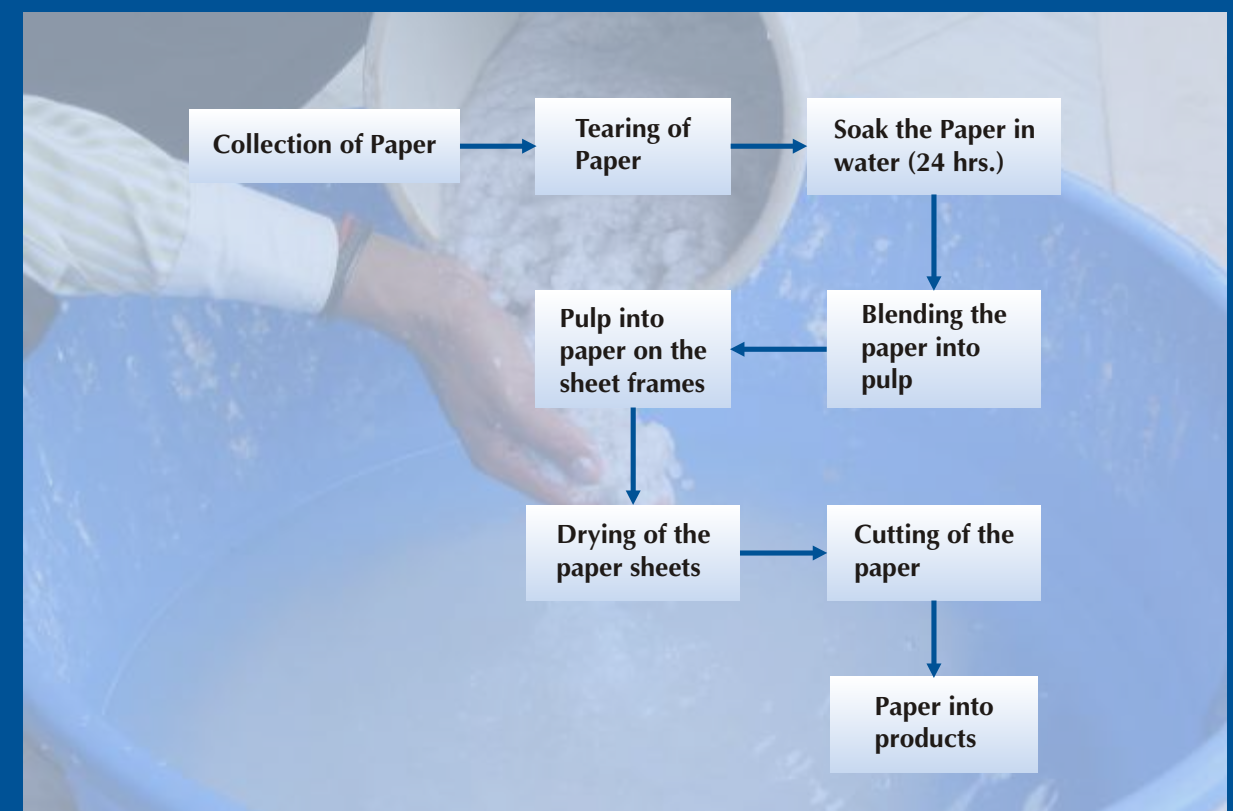 Collection of Paper
Tearing of
Paper
Soak the Paper in
water (24 hrs.)
Blending the
paper into
pulp
Pulp into
paper on the
sheet frames
Drying of the
paper sheets
Cutting of the
paper
Paper into
products